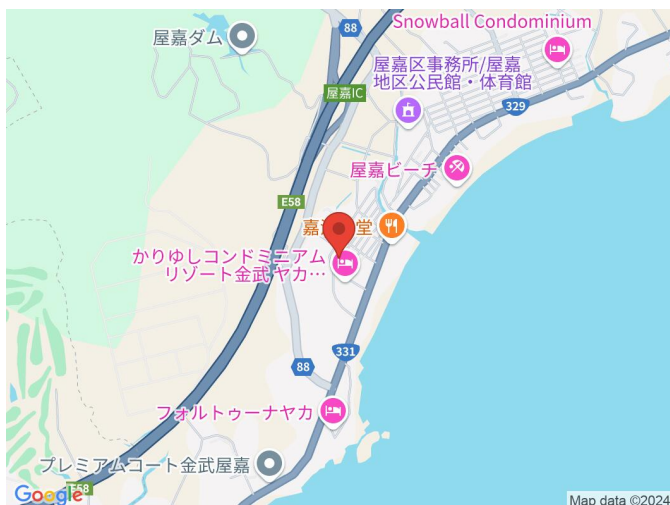 Snowball Condominium
屋嘉ダム
88
屋嘉区事務所/屋嘉
地区公民館・体育館
屋嘉IC
329
屋嘉ビーチ
E58
嘉
堂
かりゆしコンドミニアム
リゾート金武 ヤカ…
331
88
フォルトゥーナヤカ
プレミアムコート金武屋嘉
E58
Google
Map data ©2024